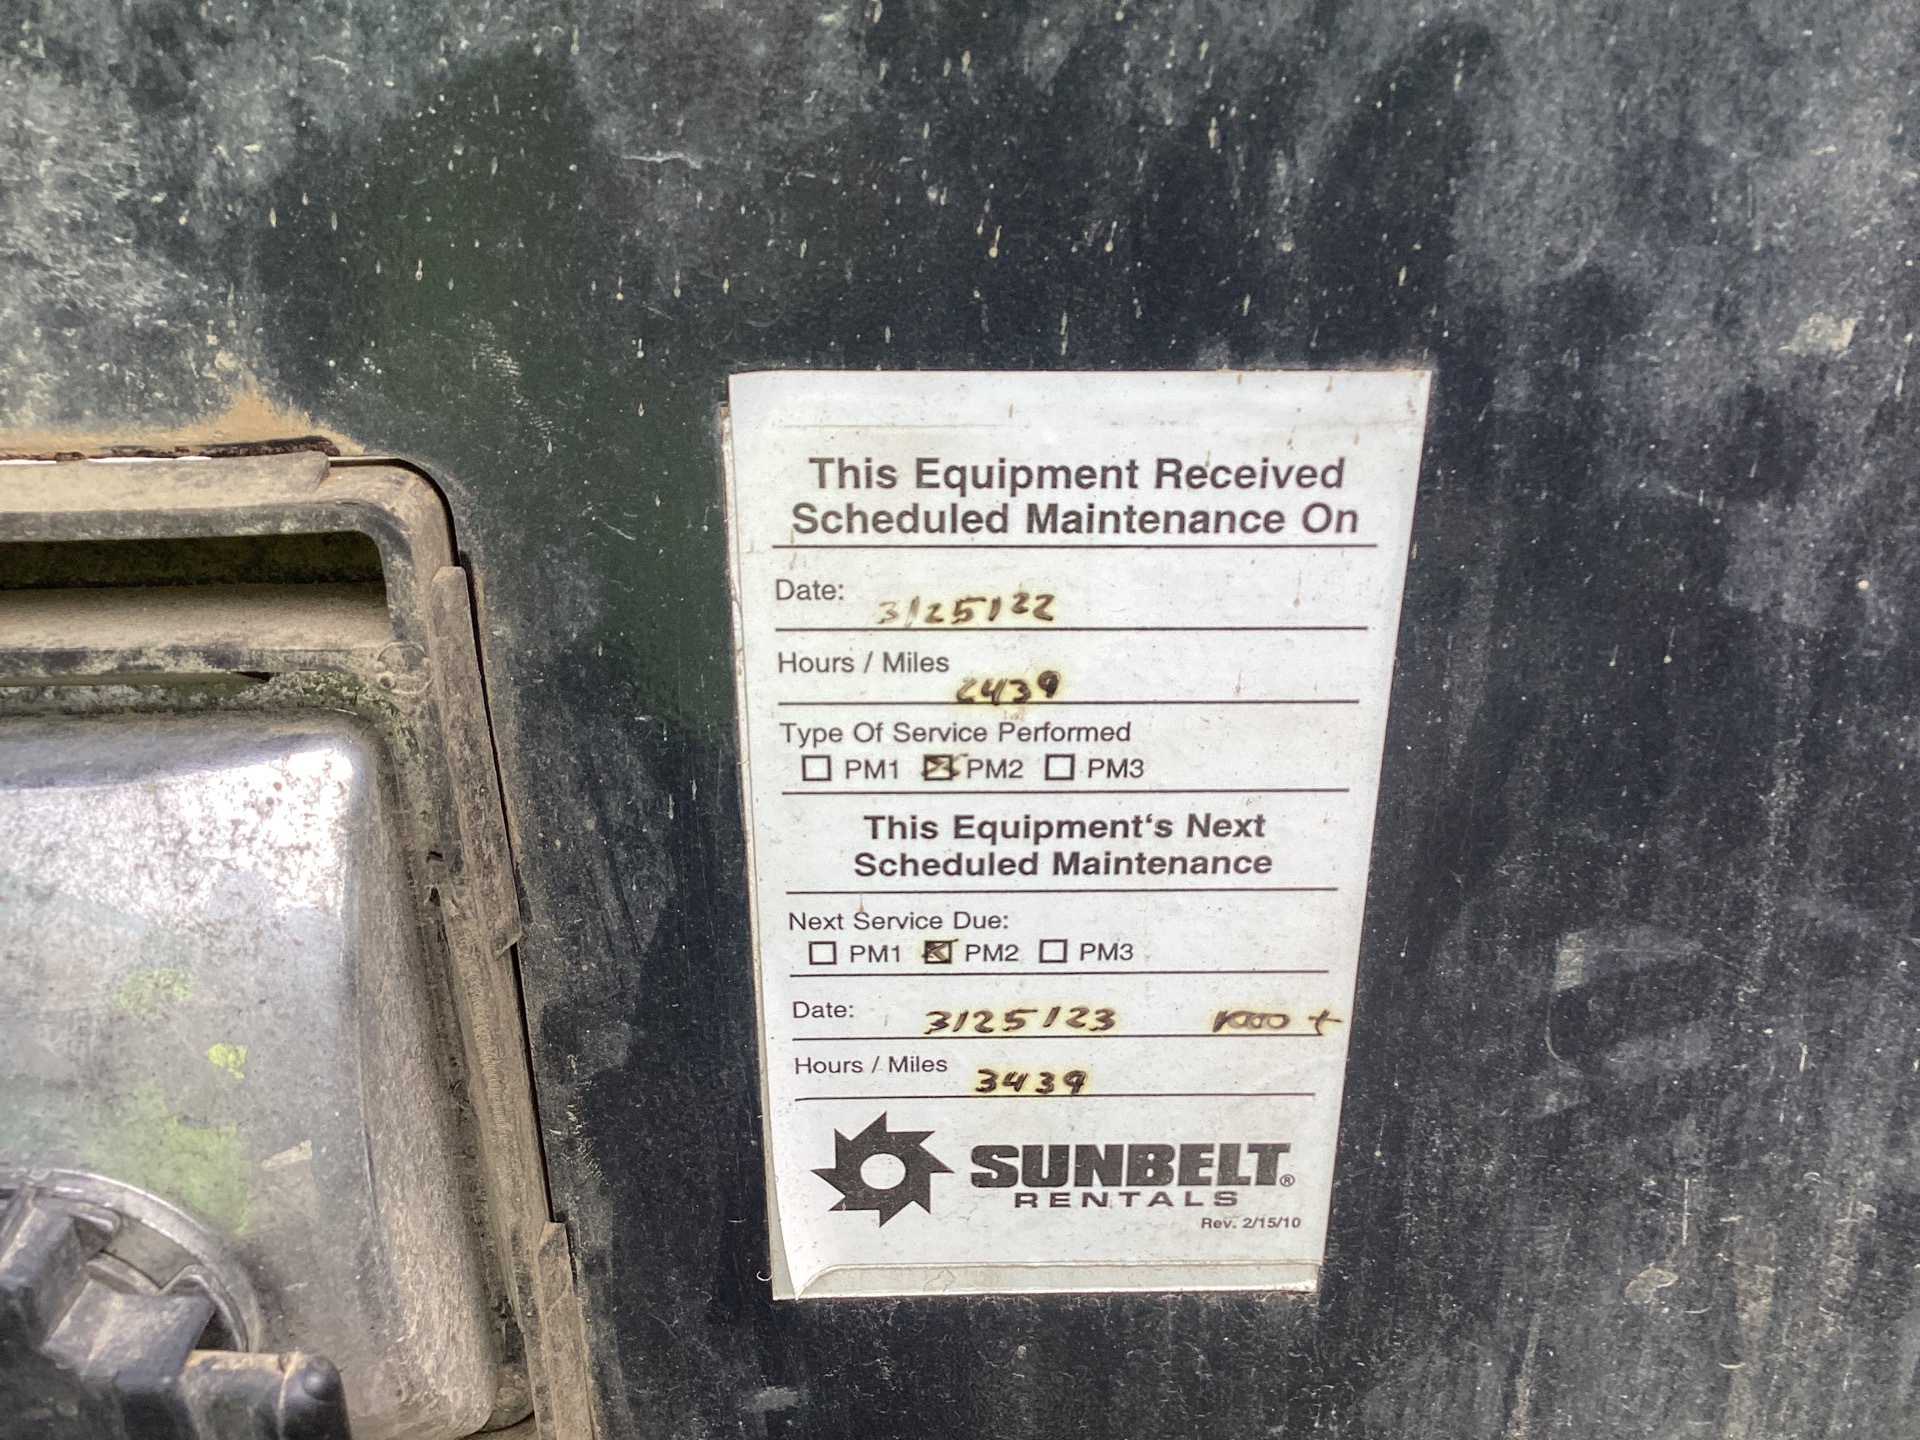 This Equipment Received
Scheduled Maintenance On
Date: 3/25/22
Hours / Miles 2439
Type Of Service Performed
☐ PM1 ☒ PM2 ☐ PM3
This Equipment‘s Next
Scheduled Maintenance
Next Service Due:
☐ PM1 ☒ PM2 ☐ PM3
Date: 3/25/23 1000 +
Hours / Miles 3439
SUNBELT®
RENTALS
Rev. 2/15/10